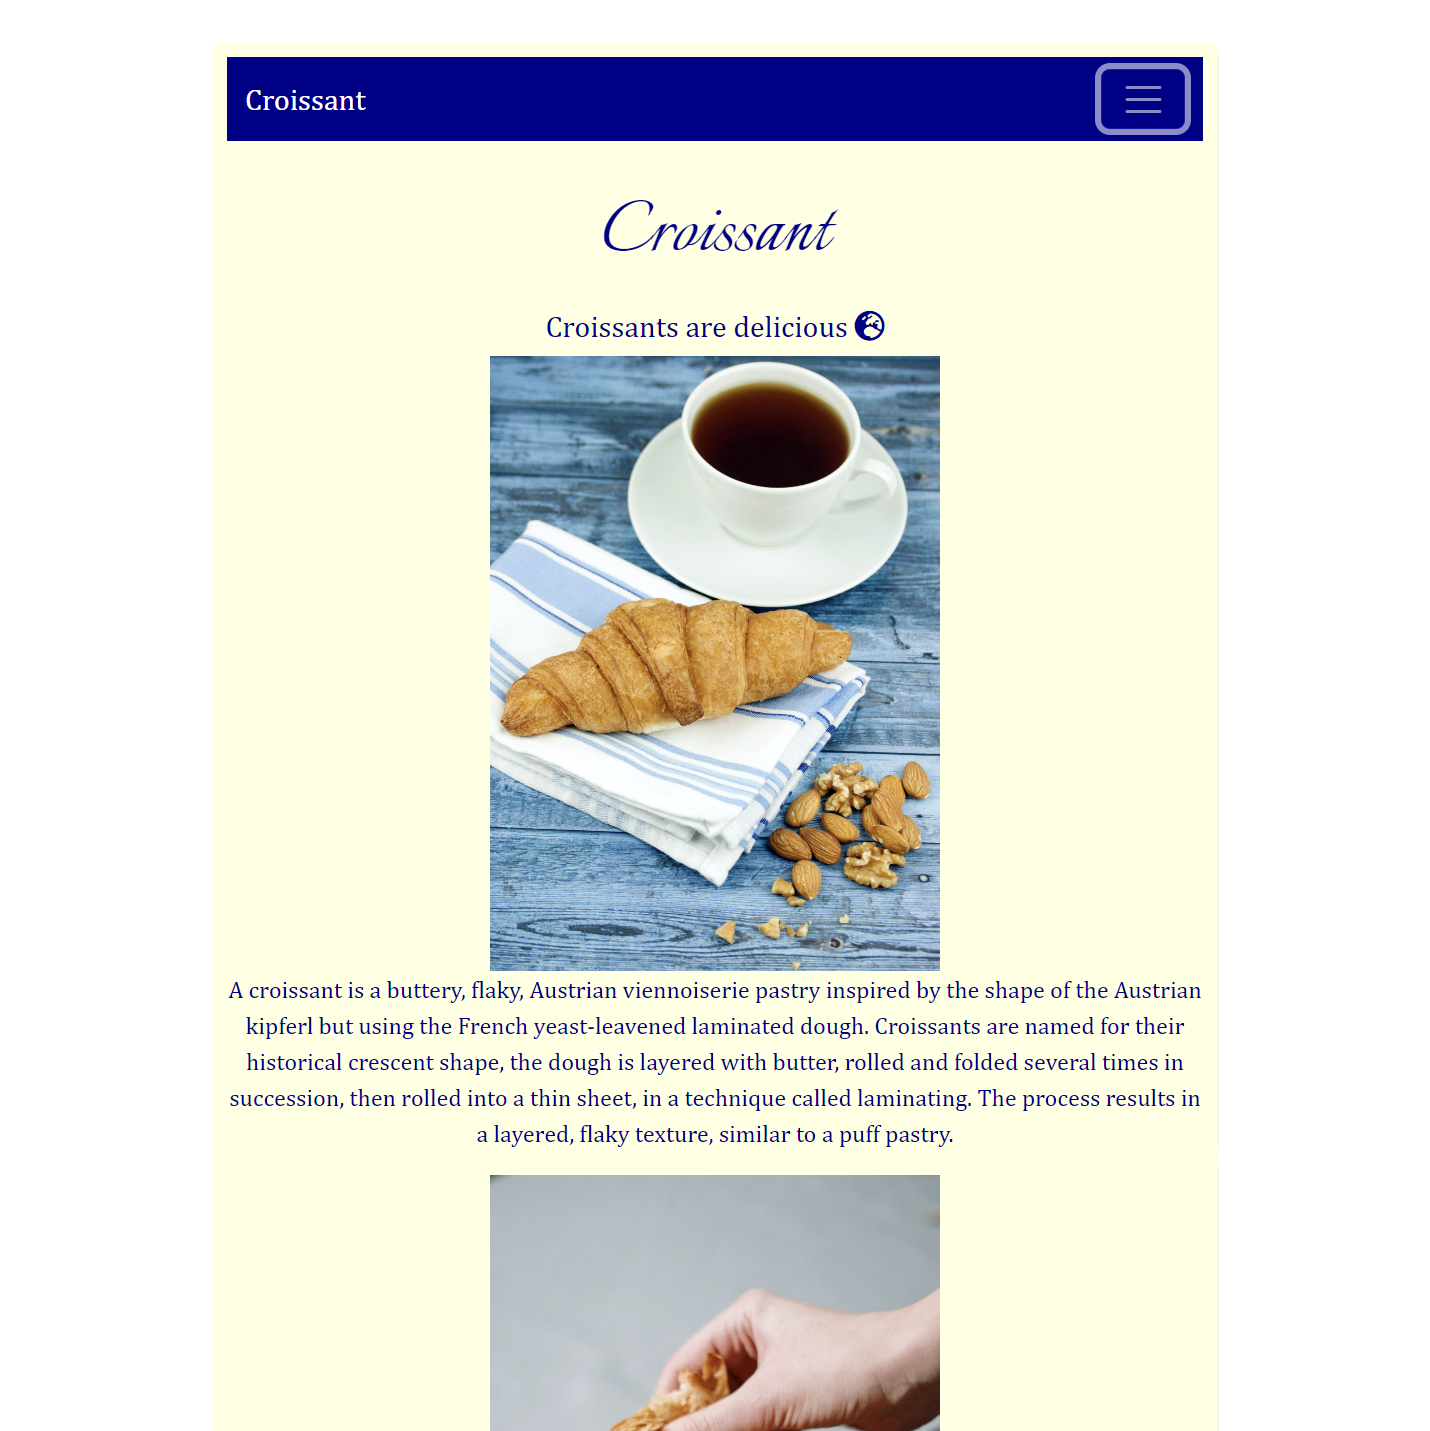 Croissant
Croissant
Croissants are delicious
A croissant is a buttery, flaky, Austrian viennoiserie pastry inspired by the shape of the Austrian
kipferl but using the French yeast-leavened laminated dough. Croissants are named for their
historical crescent shape, the dough is layered with butter, rolled and folded several times in
succession, then rolled into a thin sheet, in a technique called laminating. The process results in
a layered, flaky texture, similar to a puff pastry.